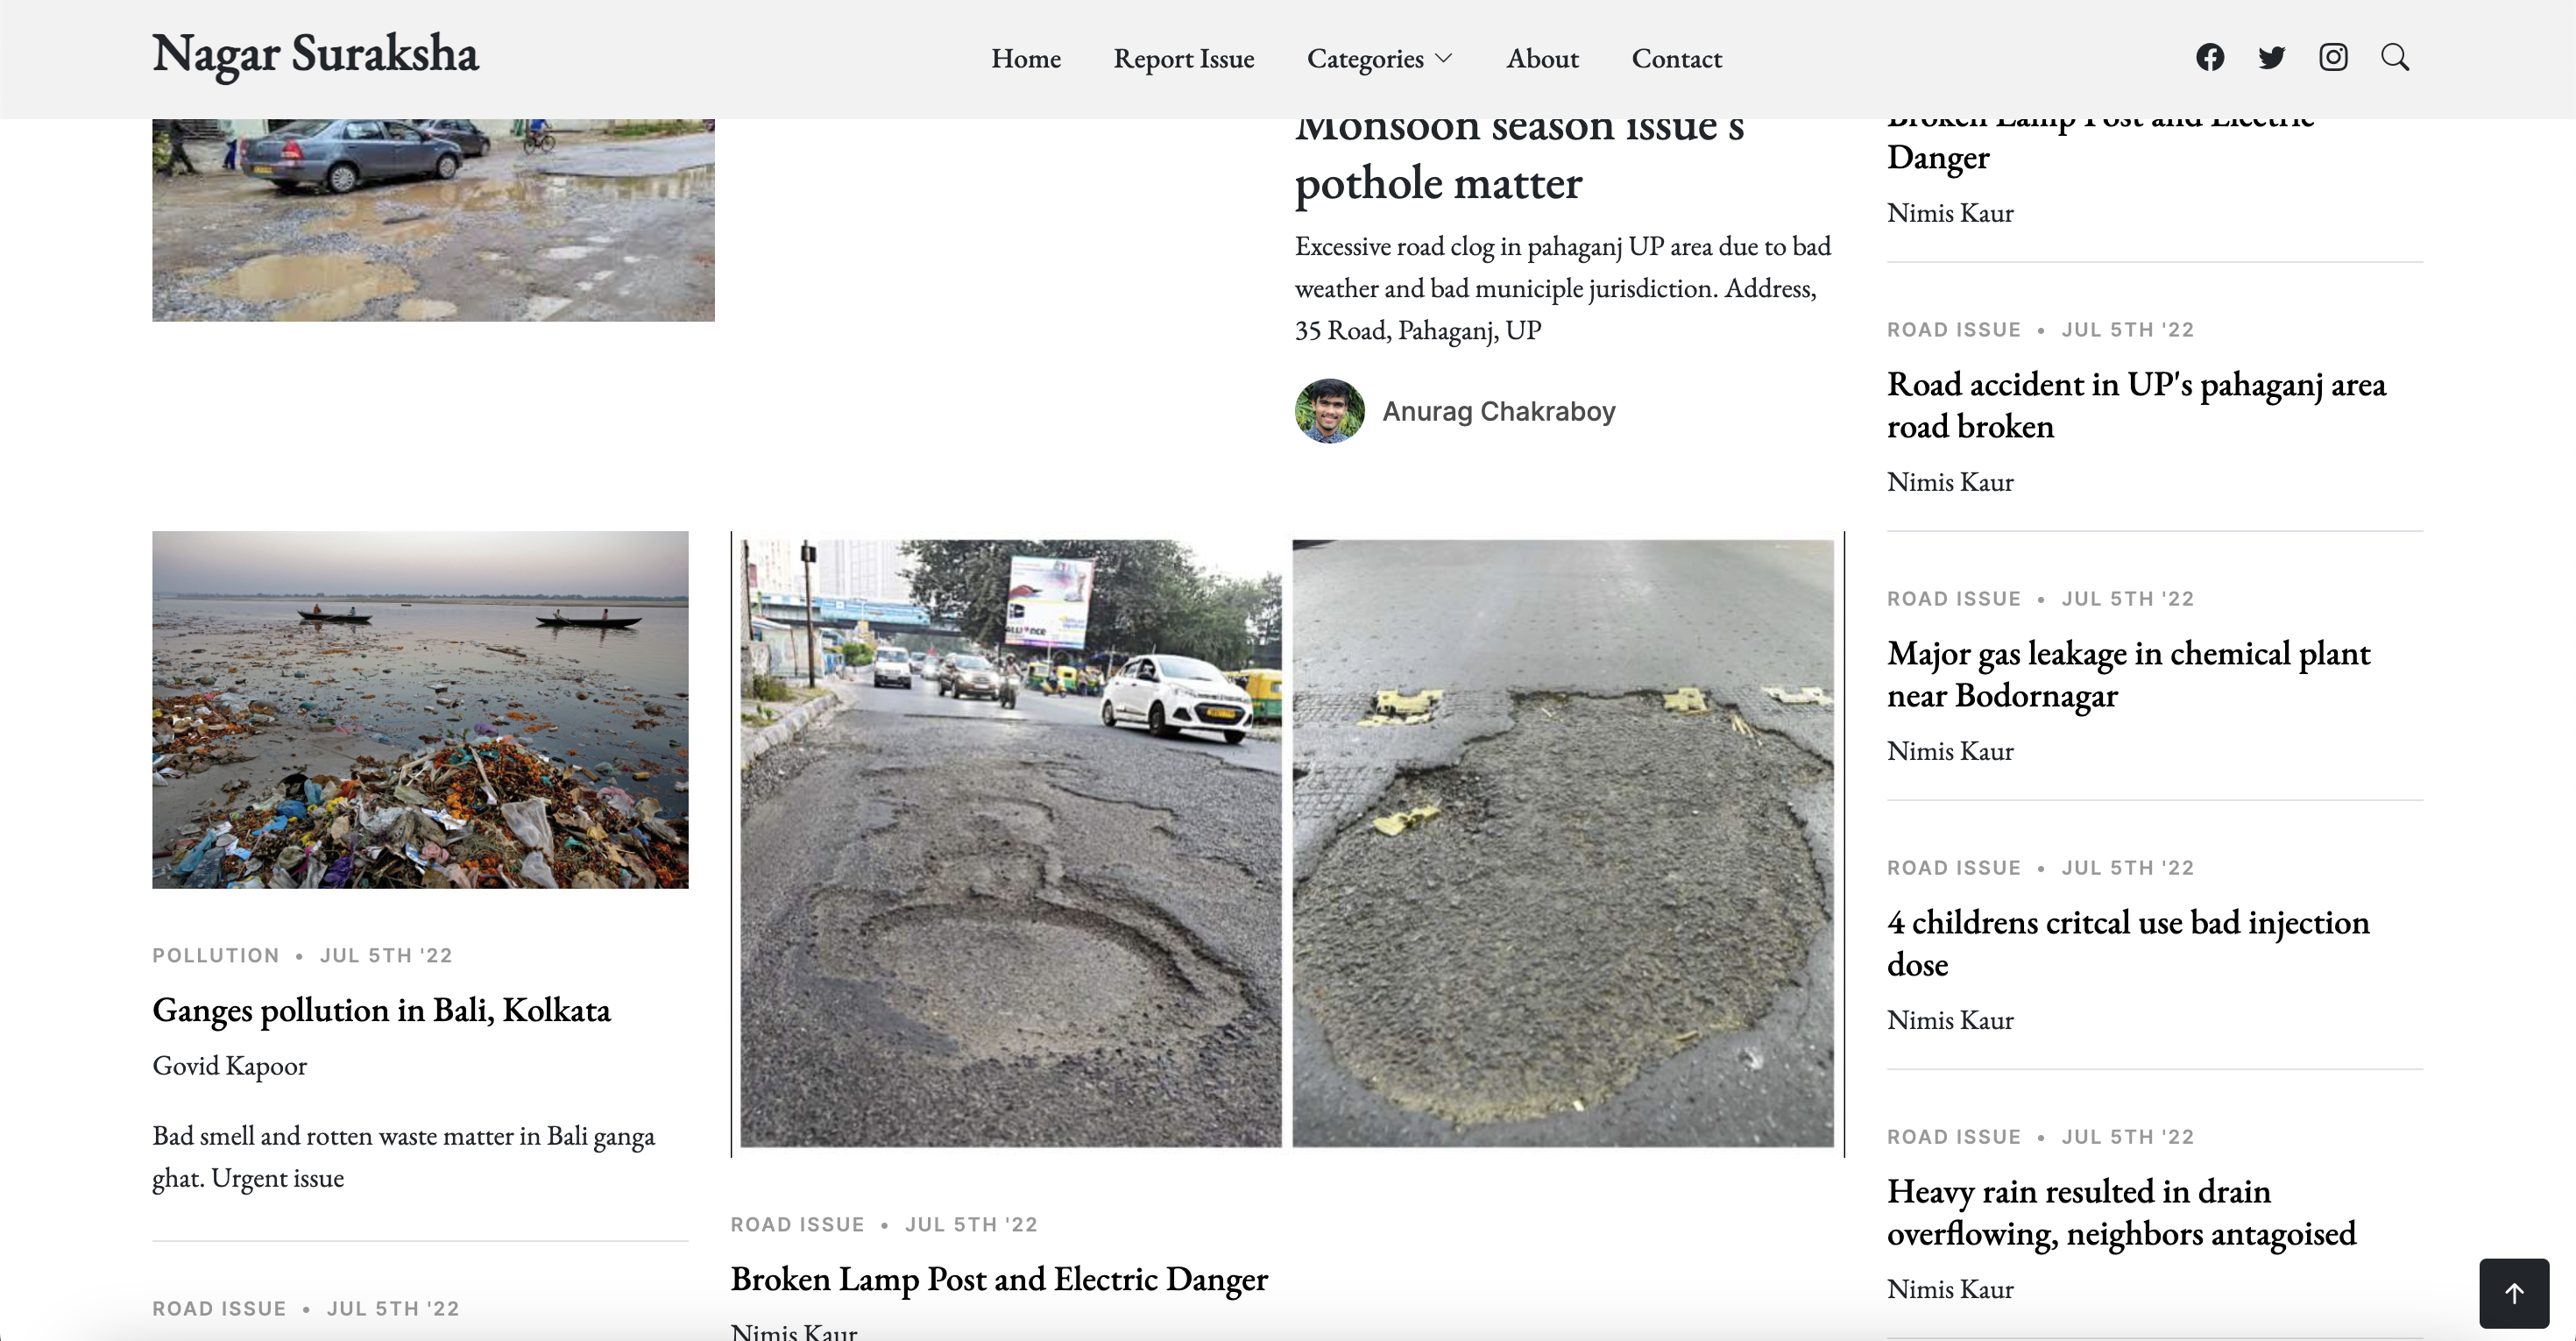 Nagar Suraksha
Home Report Issue Categories About Contact
Monsoon season issue's
pothole matter
Excessive road clog in pahaganj UP area due to bad
weather and bad municiple jurisdiction. Address,
35 Road, Pahaganj, UP
Anurag Chakraboy
POLLUTION • JUL 5TH '22
Ganges pollution in Bali, Kolkata
Govid Kapoor
Bad smell and rotten waste matter in Bali ganga
ghat. Urgent issue
ROAD ISSUE • JUL 5TH '22
ALLIANCE
ROAD ISSUE • JUL 5TH '22
Broken Lamp Post and Electric Danger
Nimis Kaur
Broken Lamp Post and Electric
Danger
Nimis Kaur
ROAD ISSUE • JUL 5TH '22
Road accident in UP's pahaganj area
road broken
Nimis Kaur
ROAD ISSUE • JUL 5TH '22
Major gas leakage in chemical plant
near Bodornagar
Nimis Kaur
ROAD ISSUE • JUL 5TH '22
4 childrens critcal use bad injection
dose
Nimis Kaur
ROAD ISSUE • JUL 5TH '22
Heavy rain resulted in drain
overflowing, neighbors antagoised
Nimis Kaur